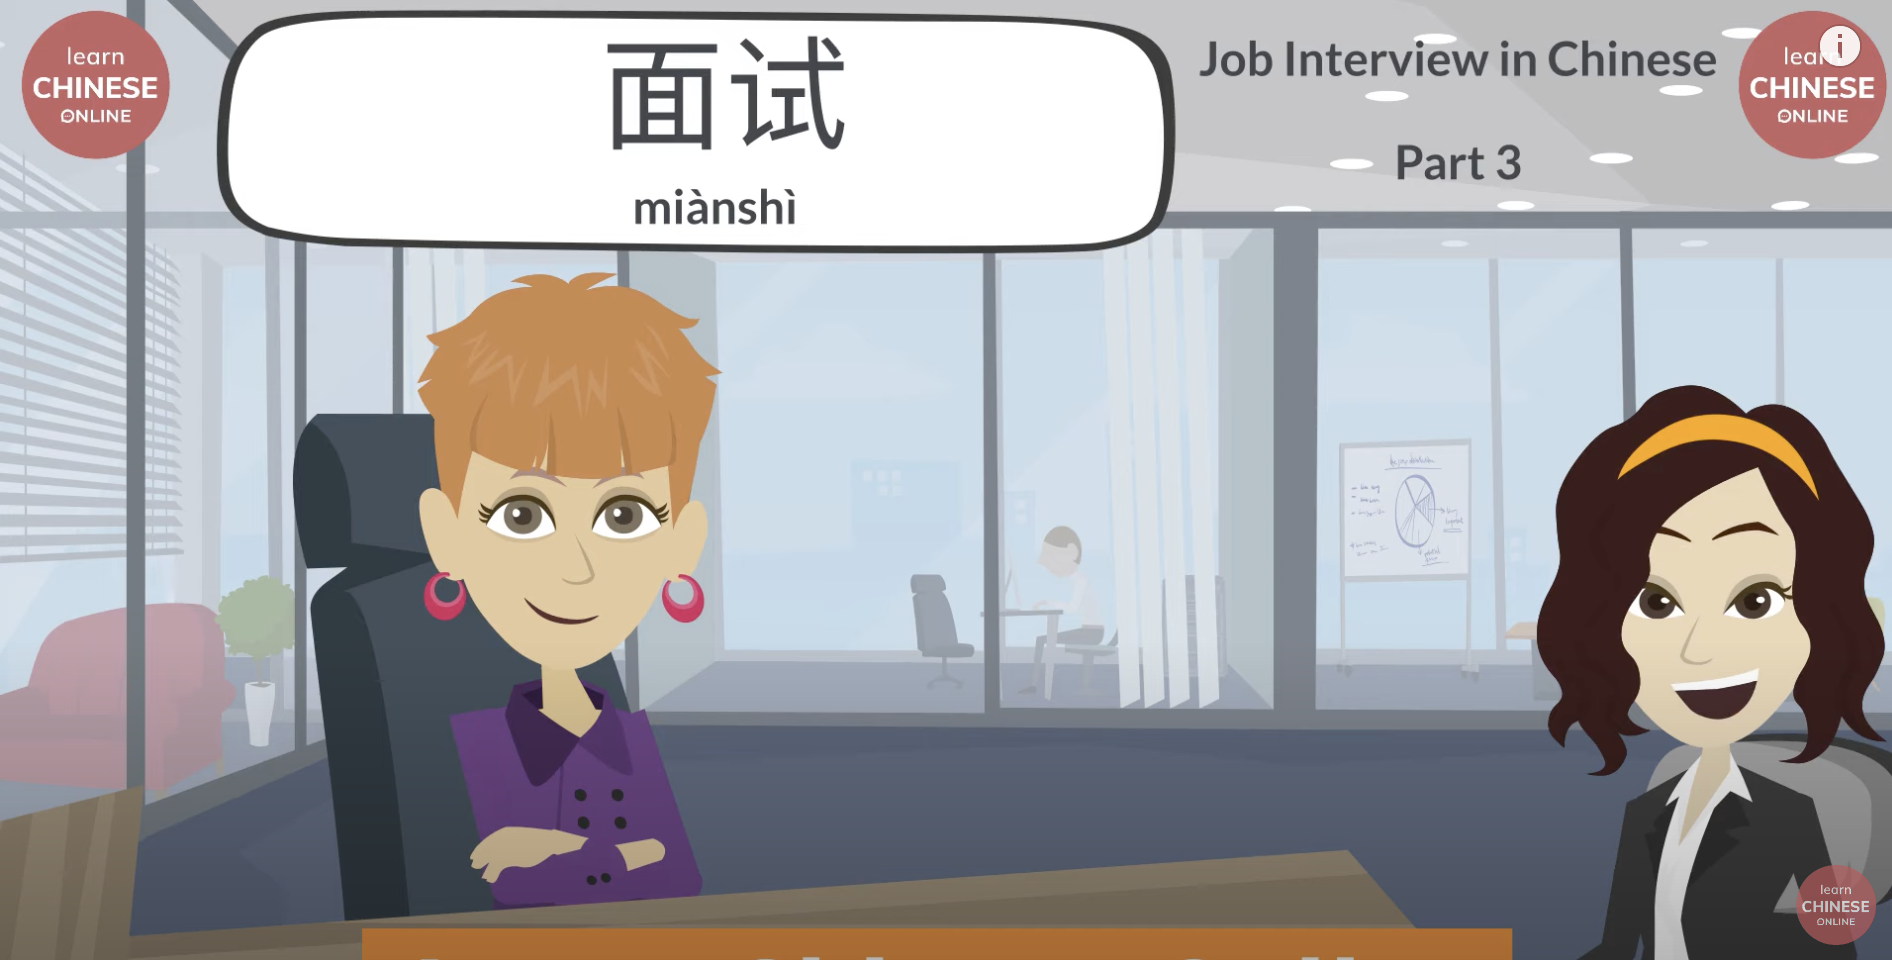 learn
CHINESE
ONLINE
面试
miànshì
Job Interview in Chinese
Part 3
learn
CHINESE
ONLINE
learn
CHINESE
ONLINE